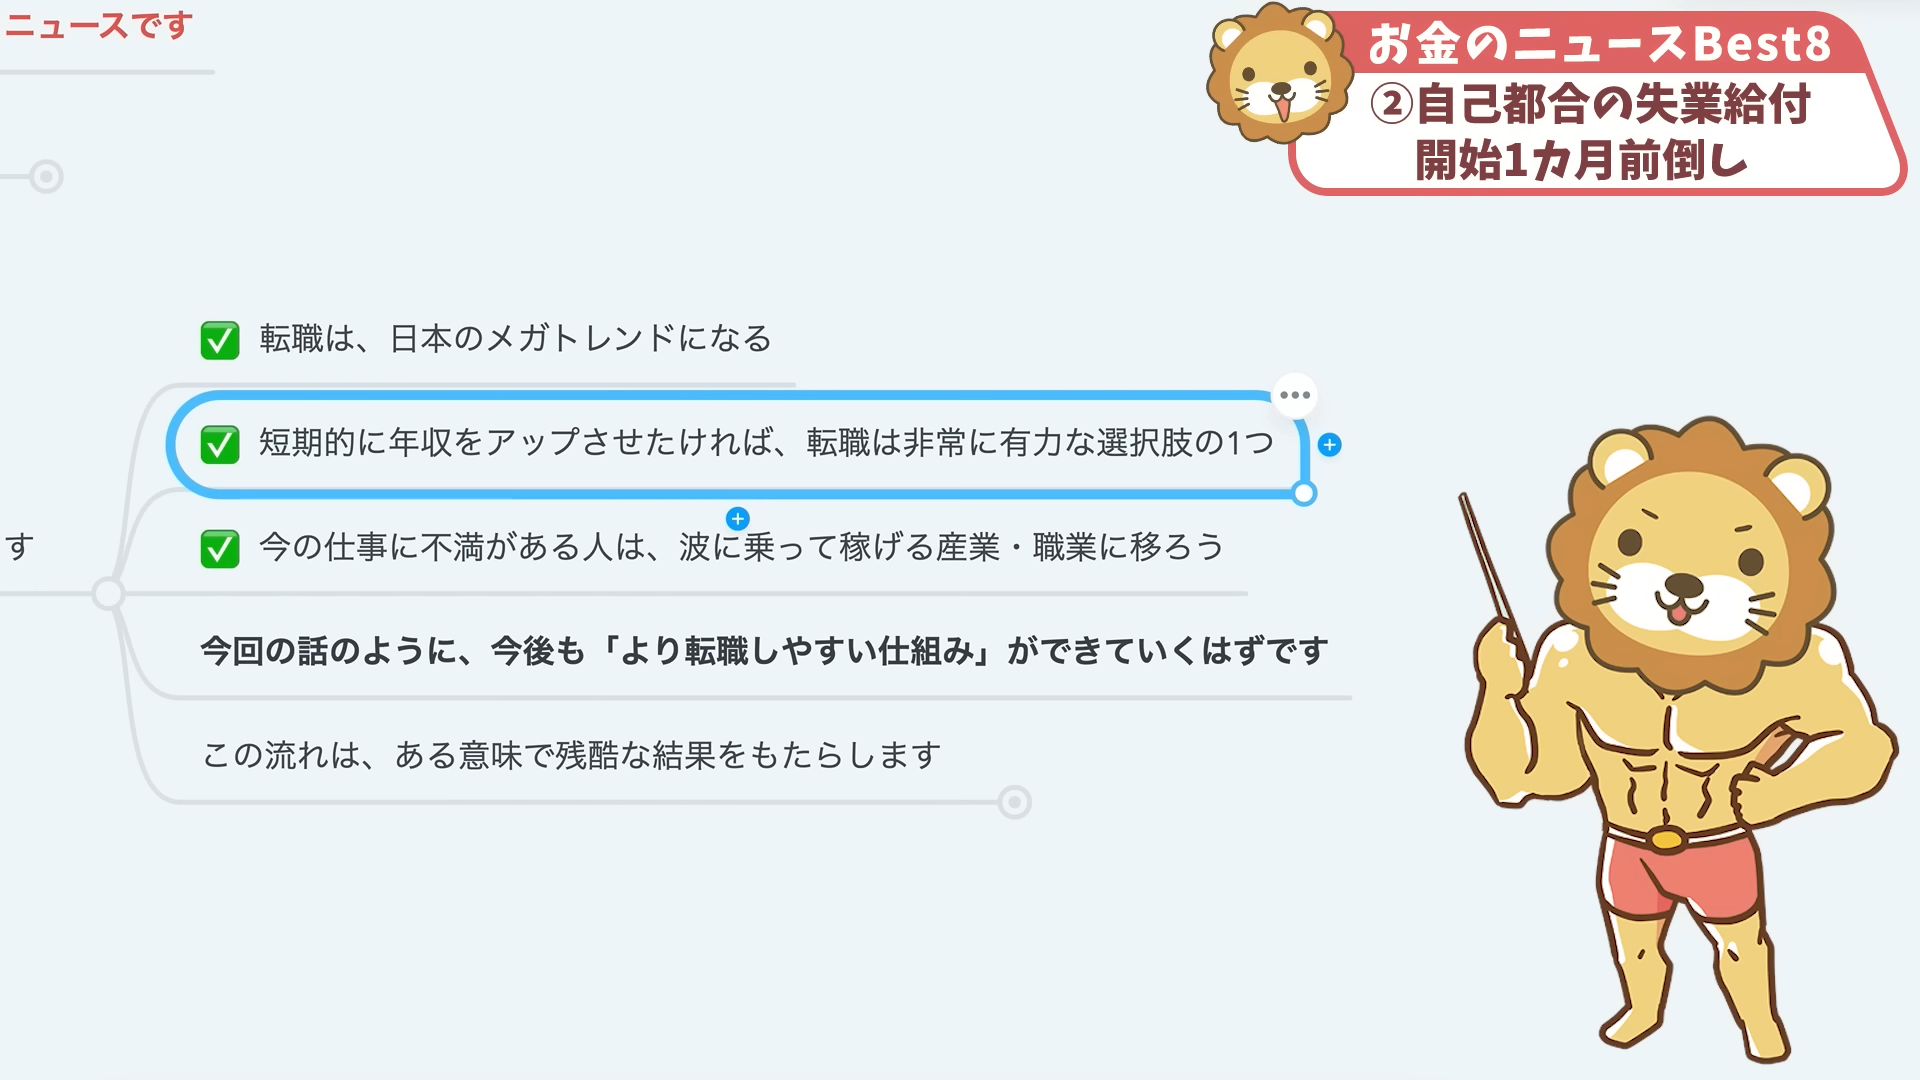 ニュースです
お金のニュースBest8
②自己都合の失業給付
開始1カ月前倒し
転職は、日本のメガトレンドになる
短期的に年収をアップさせたければ、転職は非常に有力な選択肢の1つ
今の仕事に不満がある人は、波に乗って稼げる産業・職業に移ろう
す
今回の話のように、今後も「より転職しやすい仕組み」ができていくはずです
この流れは、ある意味で残酷な結果をもたらします